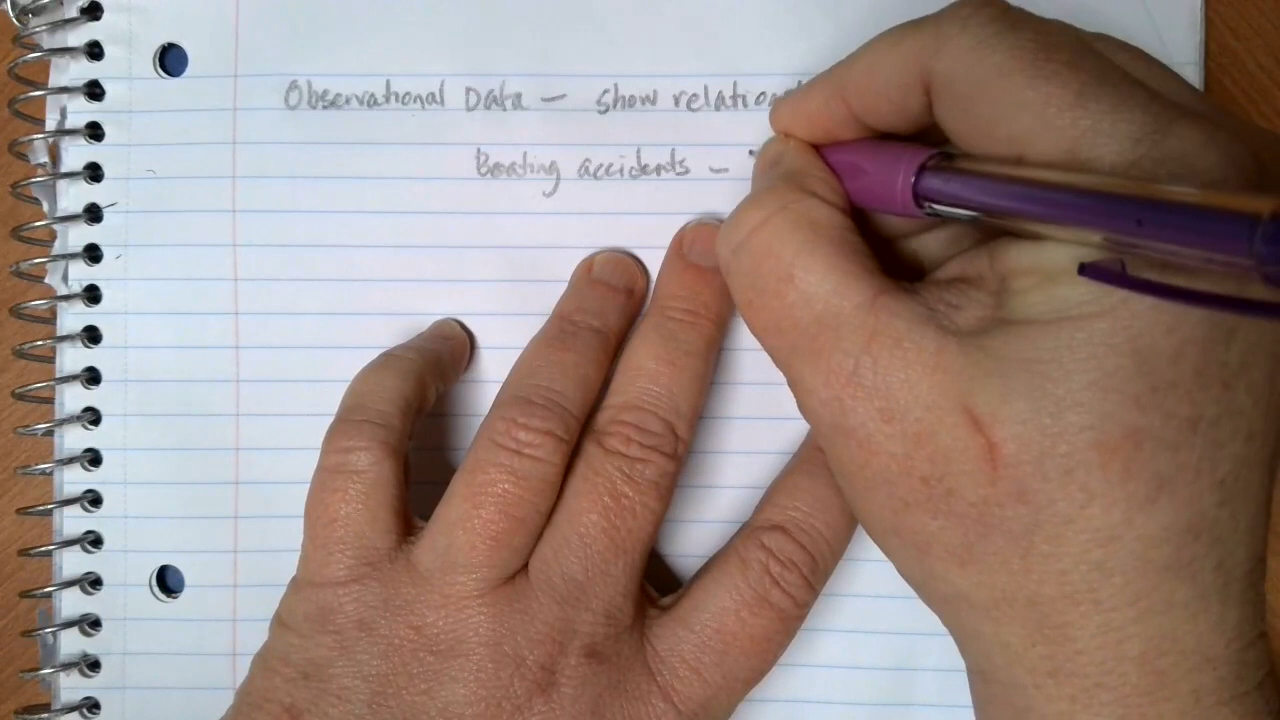 Observational Data - show relation
Boating accidents -